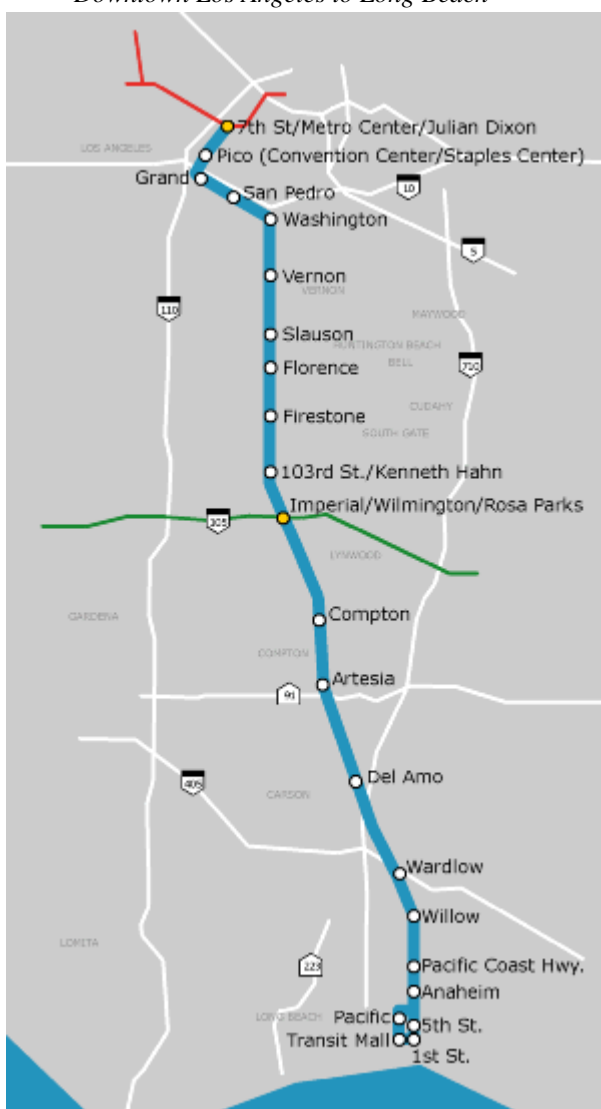 Downtown Los Angeles to Long Beach
7th St/Metro Center/Julian Dixon
LOS ANGELES
Pico (Convention Center/Staples Center)
Grand
San Pedro
10
Washington
5
Vernon
VERNON
110
MAYWOOD
Slauson
HUNTINGTON BEACH
BELL
710
Florence
CUDAHY
Firestone
SOUTH GATE
103rd St./Kenneth Hahn
Imperial/Wilmington/Rosa Parks
105
LYNWOOD
GARDENA
Compton
COMPTON
Artesia
91
Del Amo
405
CARSON
Wardlow
Willow
LOMITA
223
Pacific Coast Hwy.
Anaheim
LONG BEACH
Pacific
5th St.
Transit Mall
1st St.